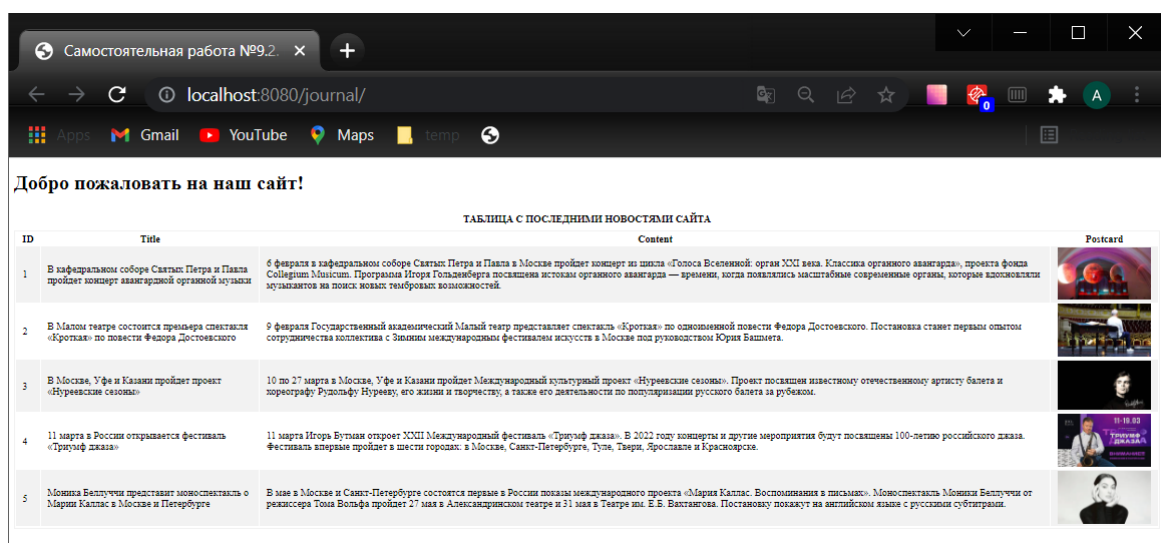 Самостоятельная работа №9.2.
localhost:8080/journal/
0
A
Apps
Gmail
YouTube
Maps
temp
Добро пожаловать на наш сайт!
ТАБЛИЦА С ПОСЛЕДНИМИ НОВОСТЯМИ САЙТА
ID Title Content Postcard
1
В кафедральном соборе Святых Петра и Павла
пройдет концерт авангардной органной музыки
6 февраля в кафедральном соборе Святых Петра и Павла в Москве пройдет концерт из цикла «Голоса Вселенной: орган XXI века. Классика органного авангарда», проекта фонда
Collegium Musicum. Программа Игоря Гольденберга посвящена истокам органного авангарда — времени, когда появлялись масштабные современные органы, которые вдохновляли
музыкантов на поиск новых тембровых возможностей.
2
В Малом театре состоится премьера спектакля
«Кроткая» по повести Федора Достоевского
9 февраля Государственный академический Малый театр представляет спектакль «Кроткая» по одноименной повести Федора Достоевского. Постановка станет первым опытом
сотрудничества коллектива с Зимним международным фестивалем искусств в Москве под руководством Юрия Башмета.
3
В Москве, Уфе и Казани пройдет проект
«Нуреевские сезоны»
10 по 27 марта в Москве, Уфе и Казани пройдет Международный культурный проект «Нуреевские сезоны». Проект посвящен известному отечественному артисту балета и
хореографу Рудольфу Нурееву, его жизни и творчеству, а также его деятельности по популяризации русского балета за рубежом.
4
11 марта в России открывается фестиваль
«Триумф джаза»
11 марта Игорь Бутман откроет XXII Международный фестиваль «Триумф джаза». В 2022 году концерты и другие мероприятия будут посвящены 100-летию российского джаза.
Фестиваль впервые пройдет в шести городах: в Москве, Санкт-Петербурге, Туле, Твери, Ярославле и Красноярске.
11-18.03
ТРИУМФ
ДЖАЗА
5
Моника Беллуччи представит моноспектакль о
Марии Каллас в Москве и Петербурге
В мае в Москве и Санкт-Петербурге состоятся первые в России показы международного проекта «Мария Каллас. Воспоминания в письмах». Моноспектакль Моники Беллуччи от
режиссера Тома Вольфа пройдет 27 мая в Александринском театре и 31 мая в Театре им. Е.Б. Вахтангова. Постановку покажут на английском языке с русскими субтитрами.